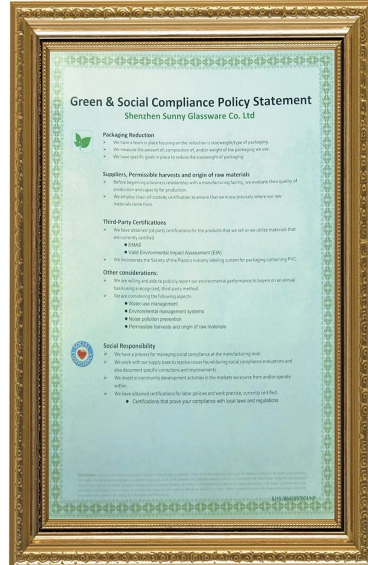 Green & Social Compliance Policy Statement
Shenzhen Sunny Glassware Co. Ltd
Packaging Reduction
We have a team in place focusing on the reduction is size/weight/type of packaging.
We measure the amount of, composition of, and/or weight of the packaging we use.
We have specific goals in place to reduce the size/weight of packaging.
Suppliers, Permissible harvests and origin of raw materials
Before beginning a business relationship with a manufacturing facility, we evaluate their quality of
production and capacity for production.
We employ chain-of-custody certification to ensure that we know precisely where our raw
materials come from.
Third-Party Certifications
We have obtained 3rd party certifications for the products that we sell or we utilize materials that
are currently certified.
EMAS
Valid Environmental Impact Assessment (EIA)
We incorporate the Society of the Plastics Industry labeling system for packaging containing PVC.
Other considerations:
We are willing and able to publicly report our environmental performance to buyers on an annual
basis using a recognized, third-party method.
We are considering the following aspects:
Water use management
Environmental management systems
Noise pollution prevention
Permissible harvests and origin of raw materials
Social Responsibility
We have a process for managing social compliance at the manufacturing level.
We work with our supply base to resolve issues found during social compliance evaluations and
also document specific corrections and improvements.
We invest in community development activities in the markets we source from and/or operate
within.
We have obtained certifications for labor policies and work practice, currently certified.
Certifications that prove your compliance with local laws and regulations